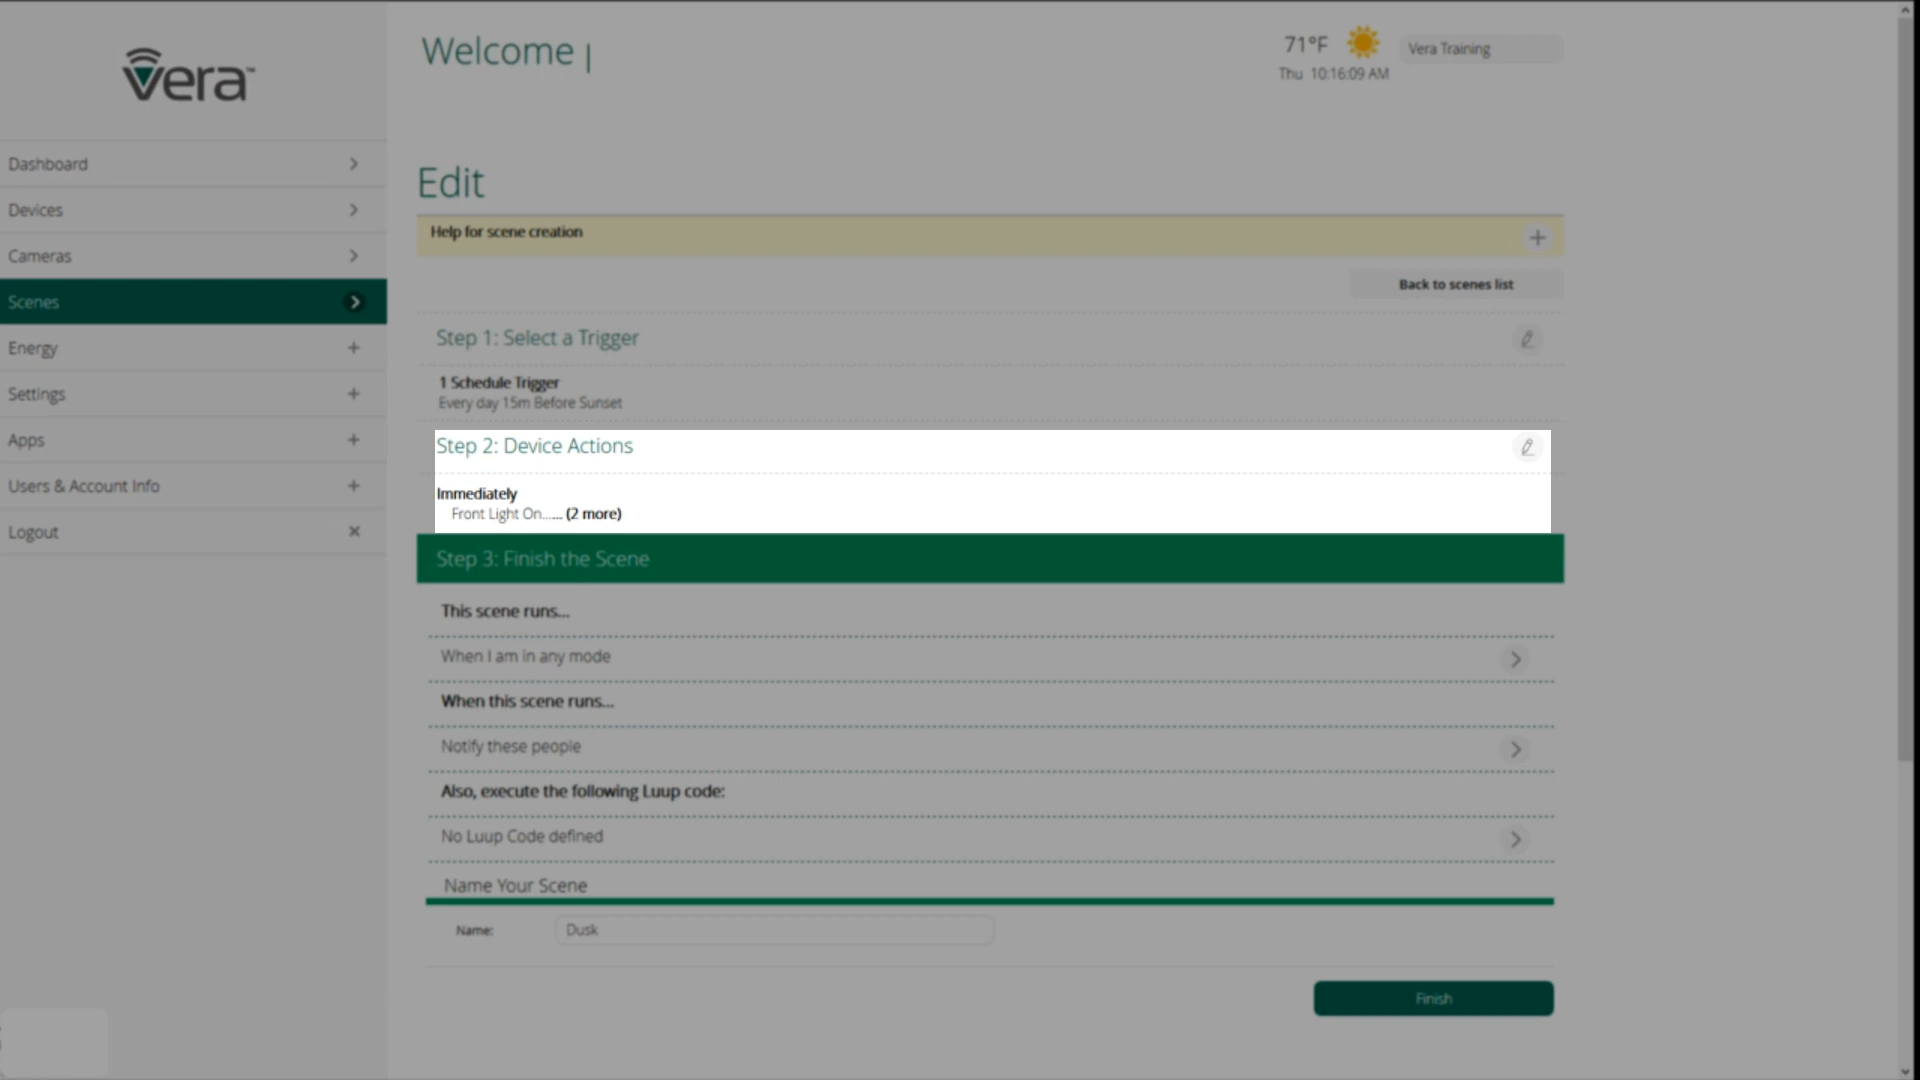 vera™
Welcome |
71°F
Vera Training
Thu 10:16:09 AM
Dashboard
Devices
Cameras
Scenes
Energy
Settings
Apps
Users & Account Info
Logout
Edit
Help for scene creation
Back to scenes list
Step 1: Select a Trigger
1 Schedule Trigger
Every day 15m Before Sunset
Step 2: Device Actions
Immediately
Front Light On...... (2 more)
Step 3: Finish the Scene
This scene runs...
When I am in any mode
When this scene runs...
Notify these people
Also, execute the following Luup code:
No Luup Code defined
Name Your Scene
Name:
Dusk
Finish